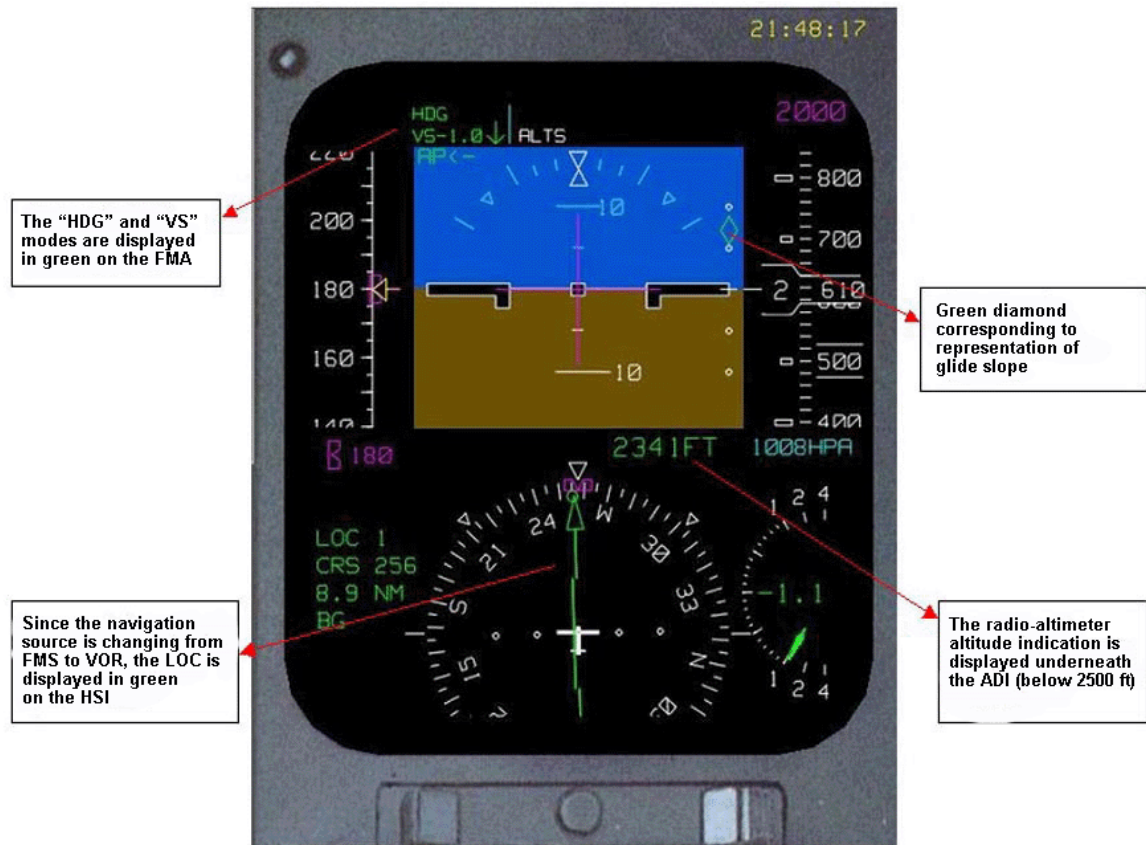 21:48:17
HDG
2000
VS-1.0 ALTS
AP<-
220
800
10
200
700
180
2
610
160
500
10
140
400
180
2341FT
1008HPA
24
W
21
30
S
33
15
N
LOC 1
CRS 256
8.9 NM
BG
1 2 4
-1.1
1 2 4
The “HDG” and “VS”
modes are displayed
in green on the FMA
Green diamond
corresponding to
representation of
glide slope
Since the navigation
source is changing from
FMS to VOR, the LOC is
displayed in green
on the HSI
The radio-altimeter
altitude indication is
displayed underneath
the ADI (below 2500 ft)